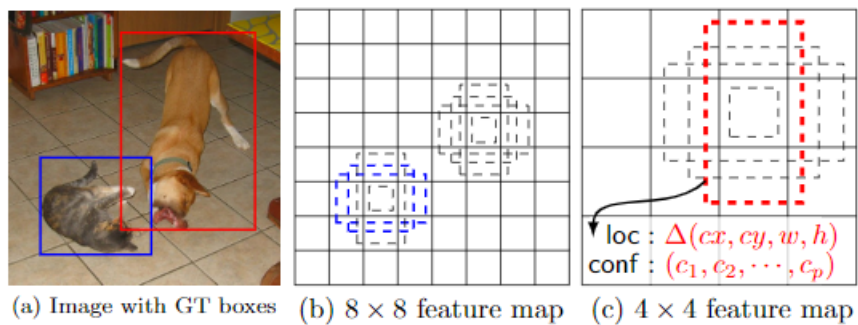 loc : Δ(cx, cy, w, h)
conf : (c₁, c₂, ⋯, cₚ)
(a) Image with GT boxes
(b) 8 × 8 feature map
(c) 4 × 4 feature map